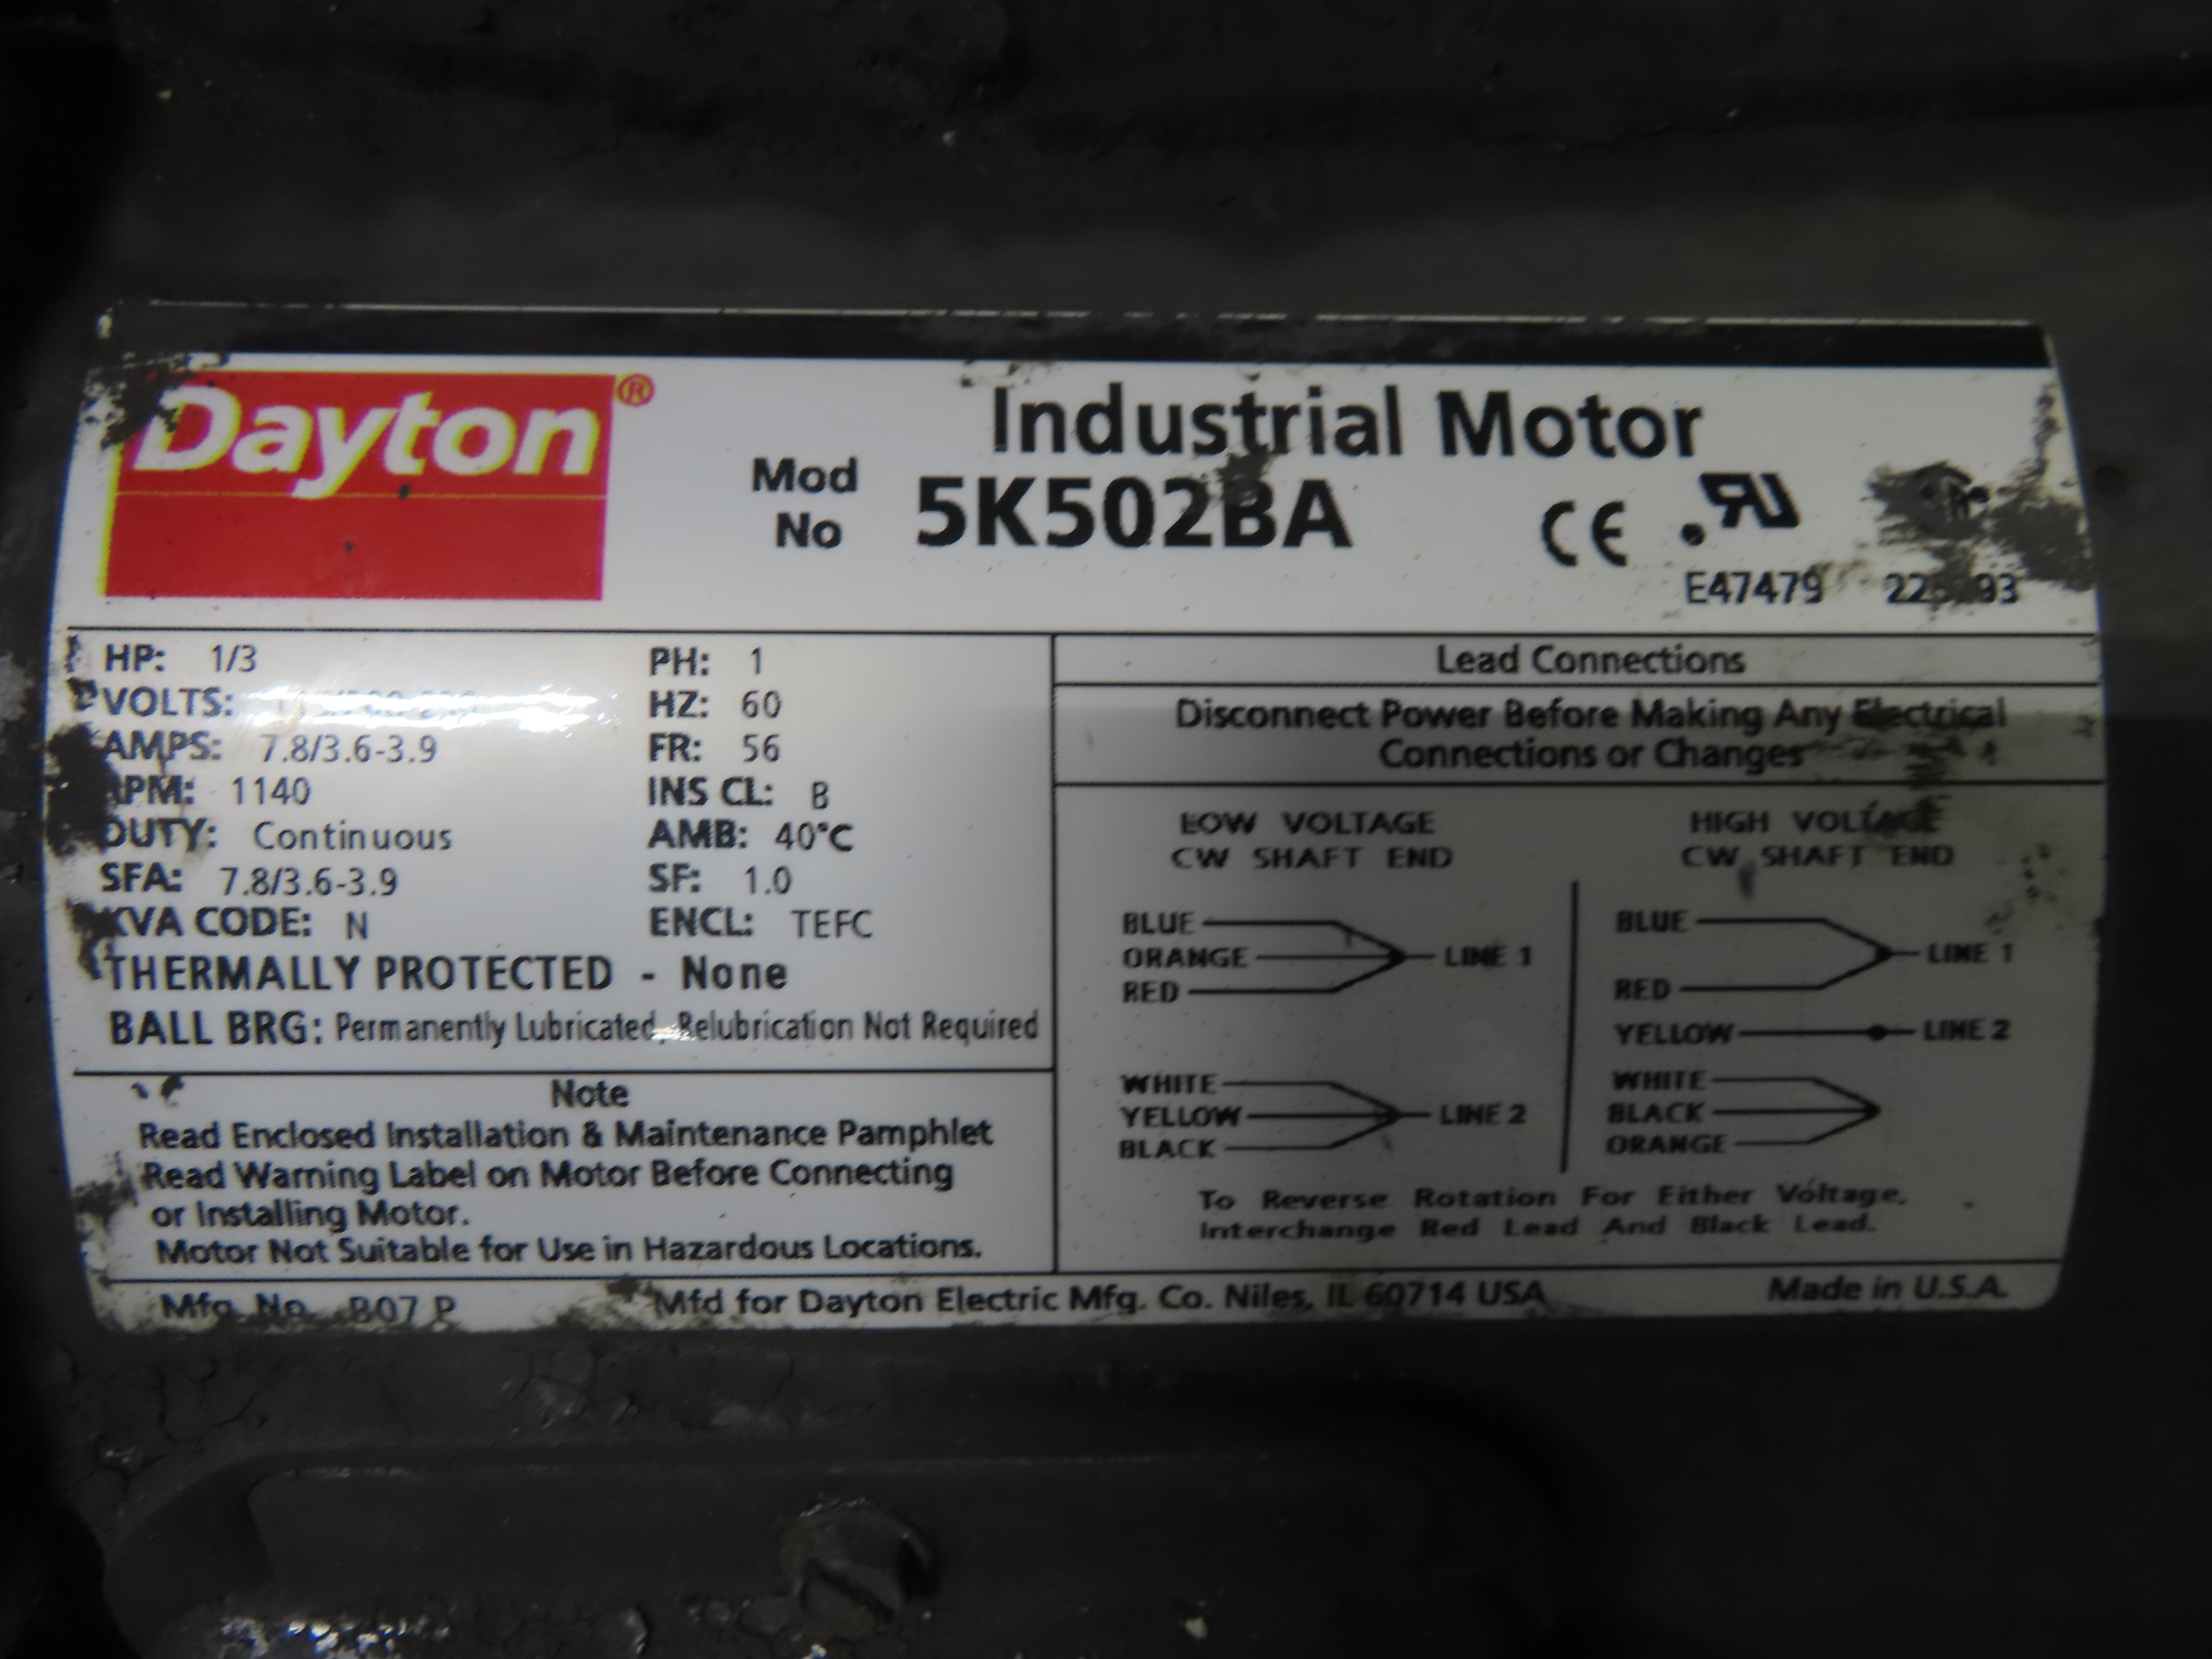 Dayton®
Industrial Motor
Mod No 5K502BA
CE
E47479
HP: 1/3 PH: 1
VOLTS: HZ: 60
AMPS: 7.8/3.6-3.9 FR: 56
RPM: 1140 INS CL: B
DUTY: Continuous AMB: 40°C
SFA: 7.8/3.6-3.9 SF: 1.0
KVA CODE: N ENCL: TEFC
THERMALLY PROTECTED - None
BALL BRG: Permanently Lubricated, Relubrication Not Required
Note
Read Enclosed Installation & Maintenance Pamphlet
Read Warning Label on Motor Before Connecting
or Installing Motor.
Motor Not Suitable for Use in Hazardous Locations.
Lead Connections
Disconnect Power Before Making Any Electrical
Connections or Changes
LOW VOLTAGE
CW SHAFT END
BLUE
ORANGE LINE 1
RED
WHITE
YELLOW LINE 2
BLACK
HIGH VOLTAGE
CW SHAFT END
BLUE
LINE 1
RED
YELLOW LINE 2
WHITE
BLACK
ORANGE
To Reverse Rotation For Either Voltage,
Interchange Red Lead And Black Lead.
Mfg. No. B07 P Mfd for Dayton Electric Mfg. Co. Niles, IL 60714 USA Made in U.S.A.